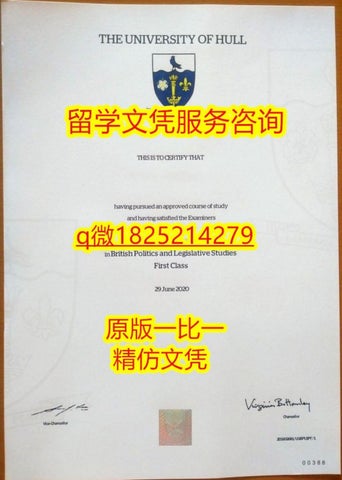 THE UNIVERSITY OF HULL
留学文凭服务咨询
THIS IS TO CERTIFY THAT
having pursued an approved course of study
and having satisfied the Examiners
q微1825214279
in British Politics and Legislative Studies
First Class
29 June 2020
原版一比一
精仿文凭
Vice-Chancellor
Virginia Bottomley
Chancellor
00388